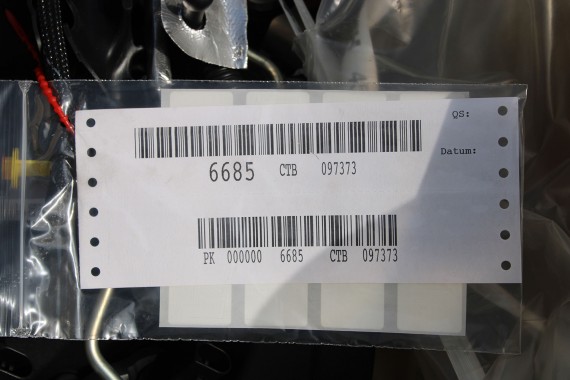 QS:
Datum:
6685 CTB 097373
PK 000000 6685 CTB 097373